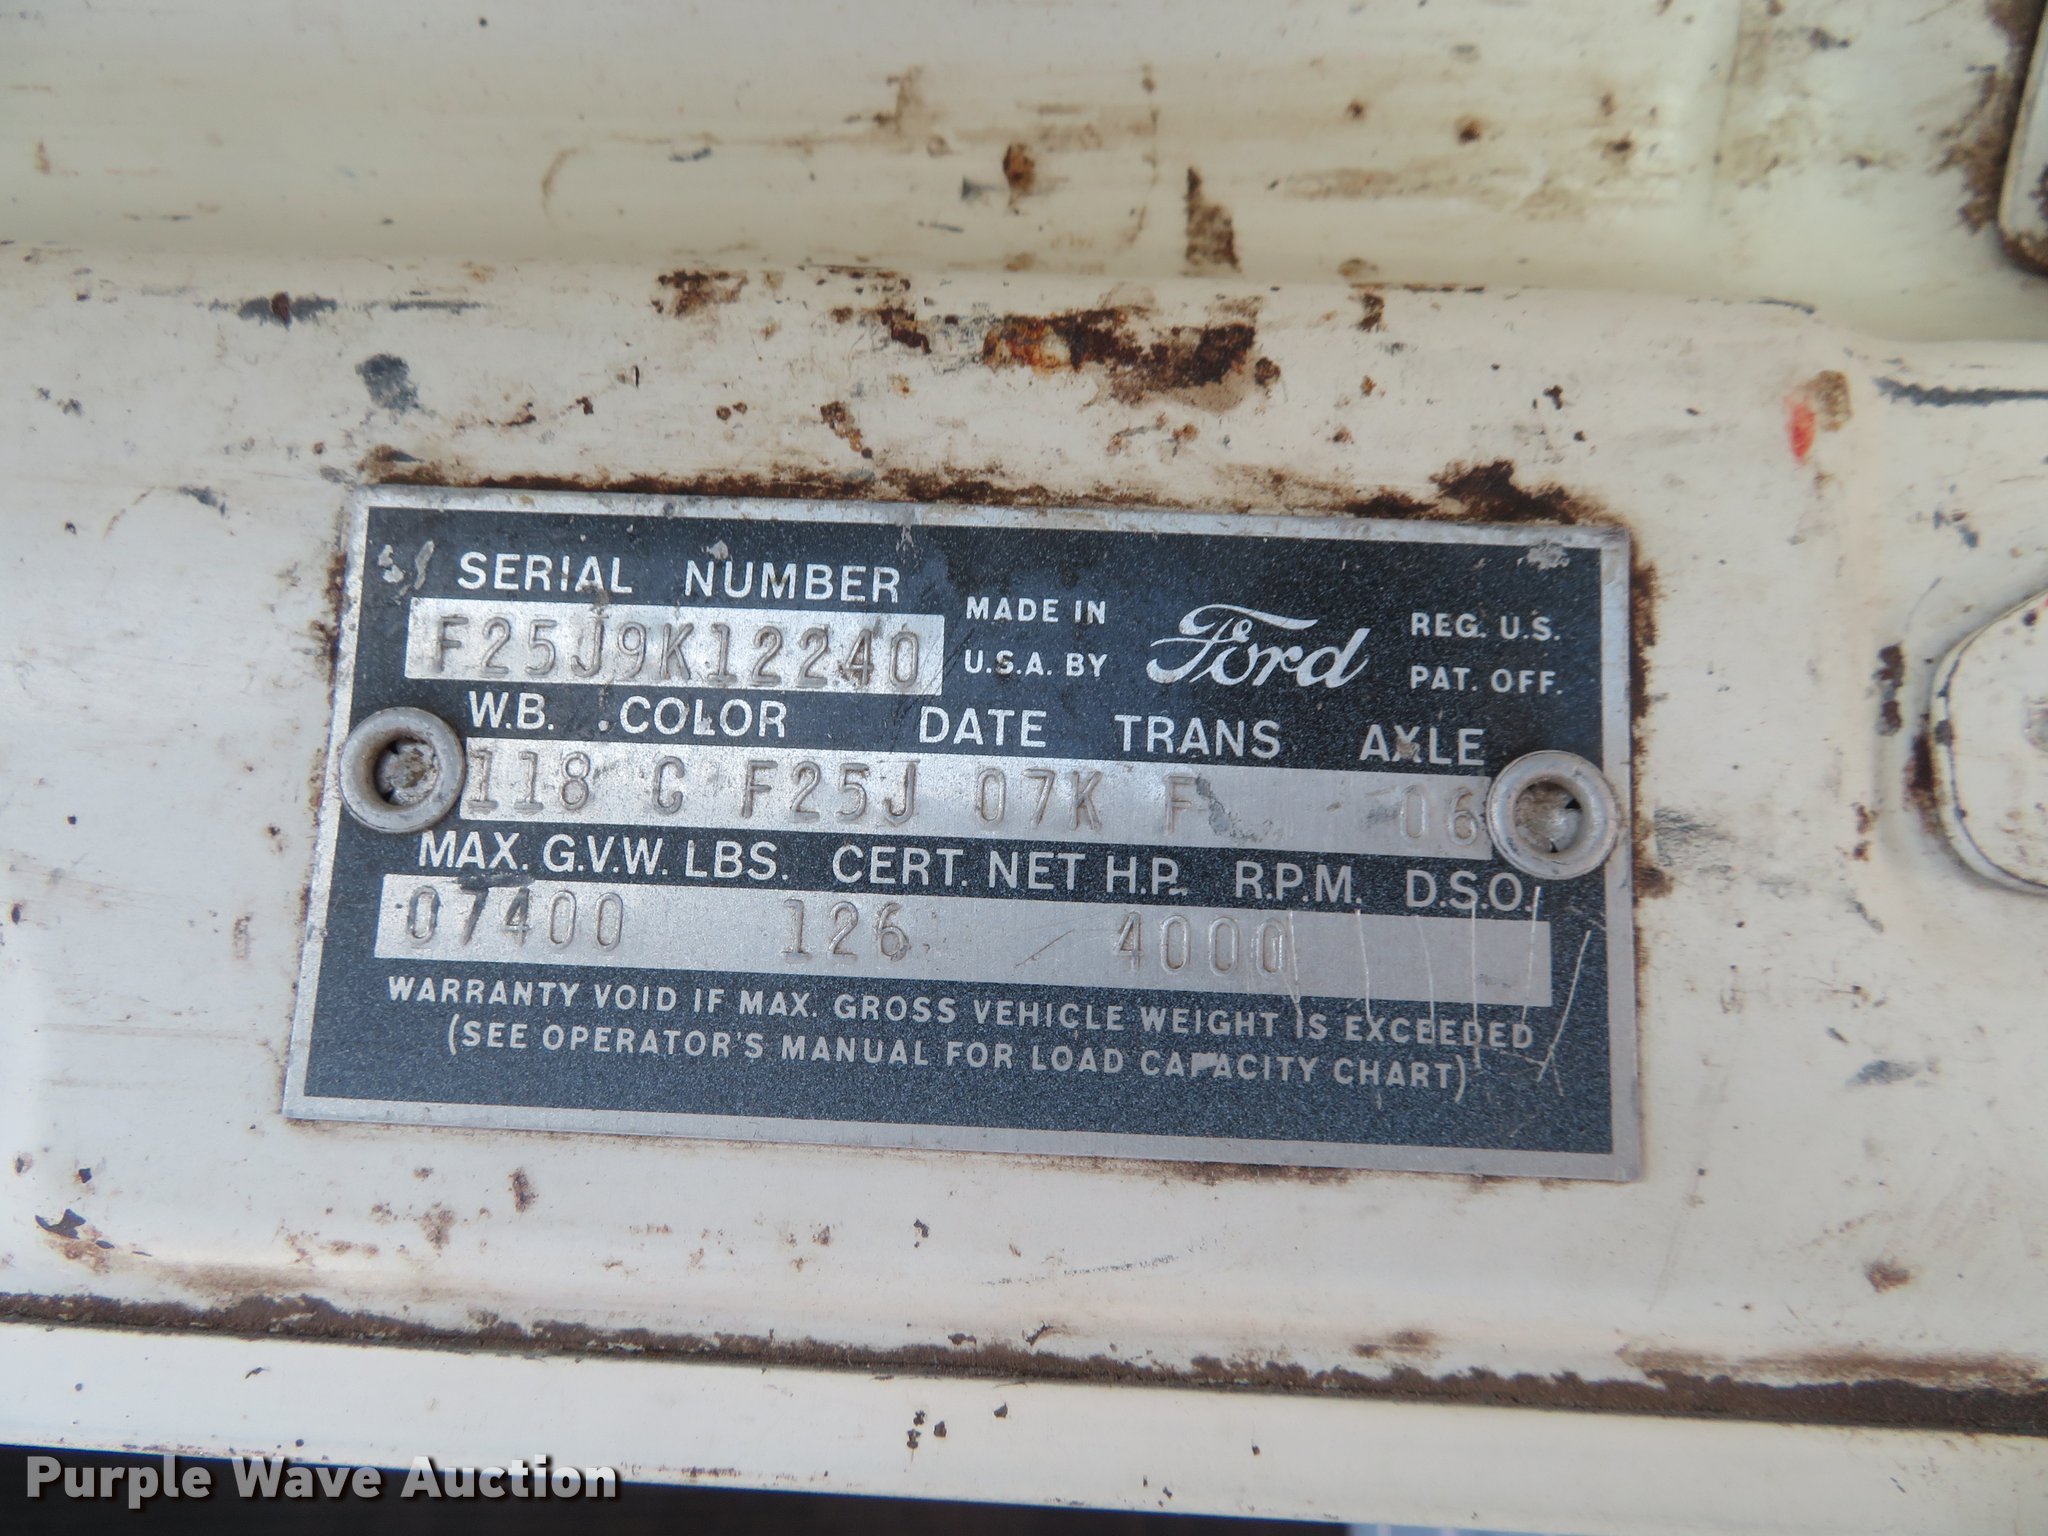 SERIAL NUMBER
F25J9K12240
MADE IN
U.S.A. BY
Ford
REG. U.S.
PAT. OFF.
W.B. COLOR DATE TRANS AXLE
118 C F25J 07K F 06
MAX. G.V.W. LBS. CERT. NET H.P. R.P.M. D.S.O.
07400 126 4000
WARRANTY VOID IF MAX. GROSS VEHICLE WEIGHT IS EXCEEDED
(SEE OPERATOR'S MANUAL FOR LOAD CAPACITY CHART)
Purple Wave Auction